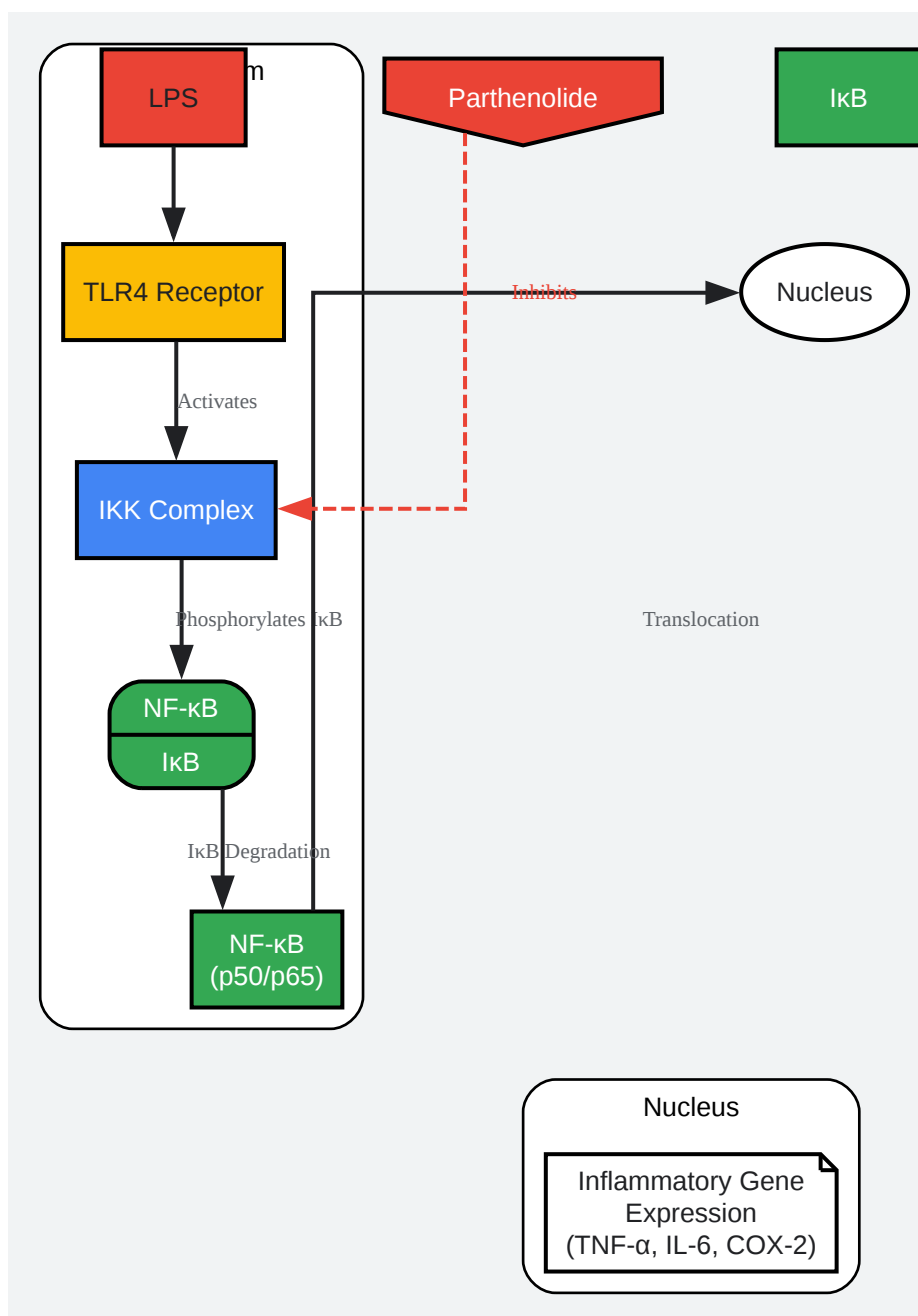 LPS
m
Parthenolide
IκB
TLR4 Receptor
Inhibits
Nucleus
Activates
IKK Complex
Phosphorylates IκB
Translocation
NF-κB
IκB
IκB Degradation
NF-κB
(p50/p65)
Nucleus
Inflammatory Gene
Expression
(TNF-α, IL-6, COX-2)